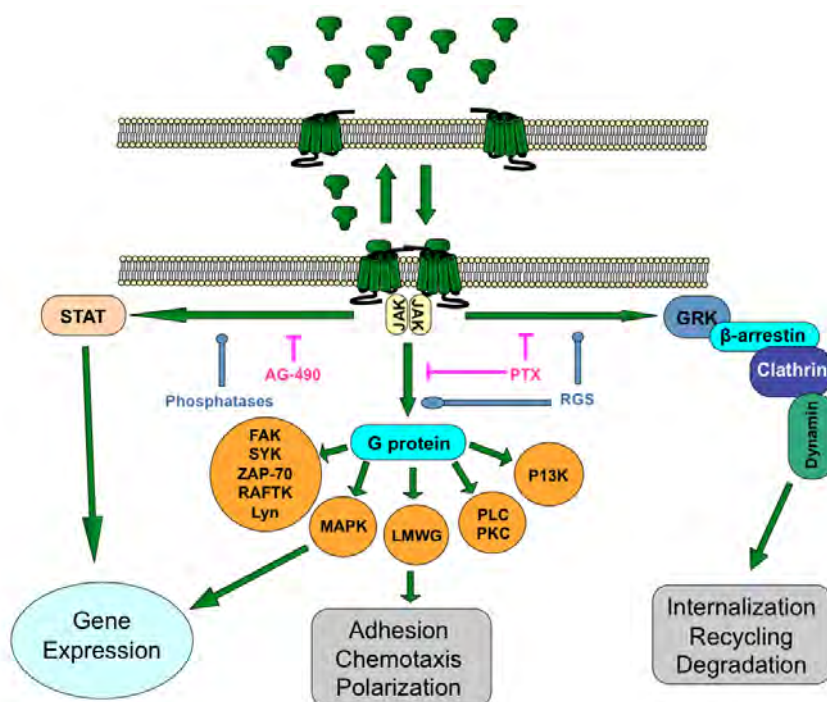 JAK
JAK
STAT
GRK
β-arrestin
Clathrin
Dynamin
AG-490
PTX
Phosphatases
RGS
G protein
FAK
SYK
ZAP-70
RAFTK
Lyn
MAPK
LMWG
PLC
PKC
P13K
Gene
Expression
Adhesion
Chemotaxis
Polarization
Internalization
Recycling
Degradation